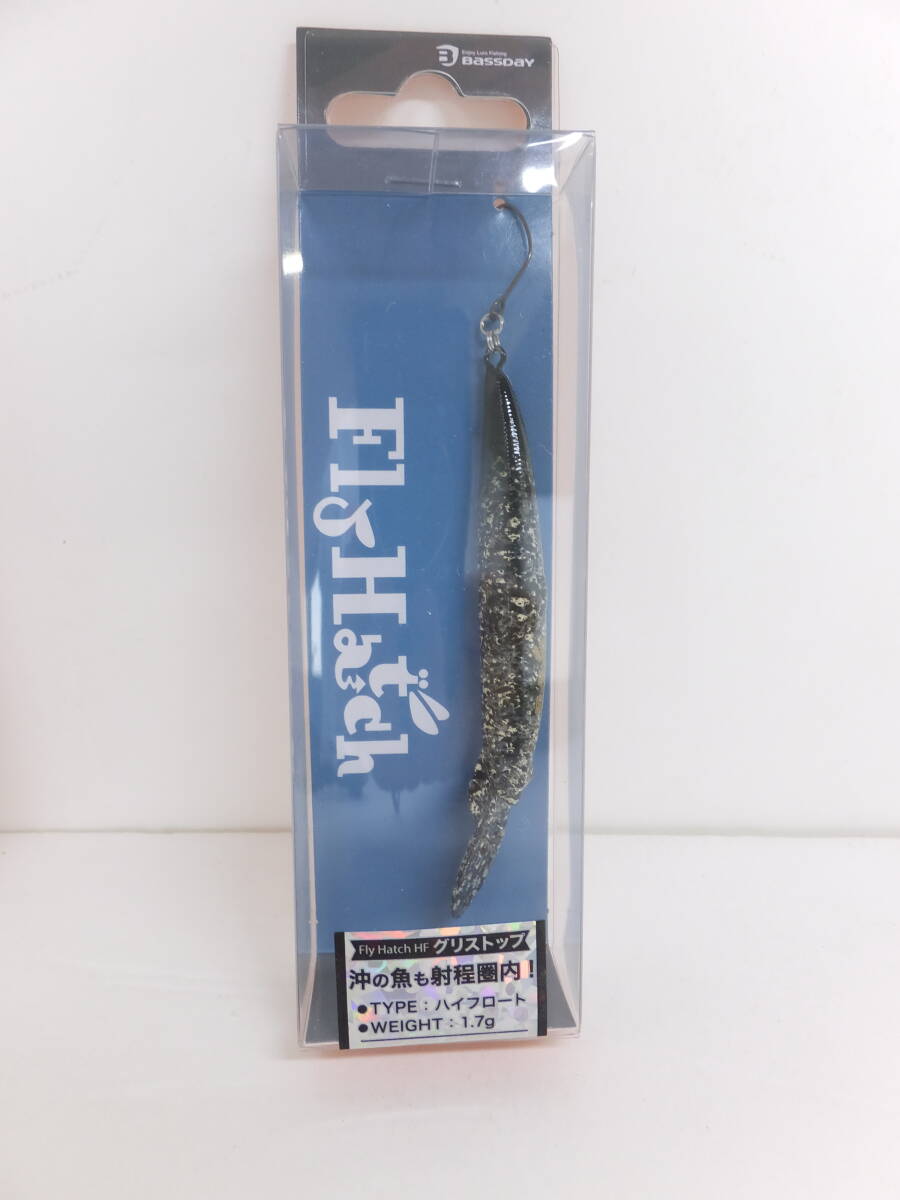 Enjoy Lure Fishing
BASSDAY
Fly Hatch
Fly Hatch HF グリストップ
沖の魚も射程圏内！
●TYPE：ハイフロート
●WEIGHT：1.7g